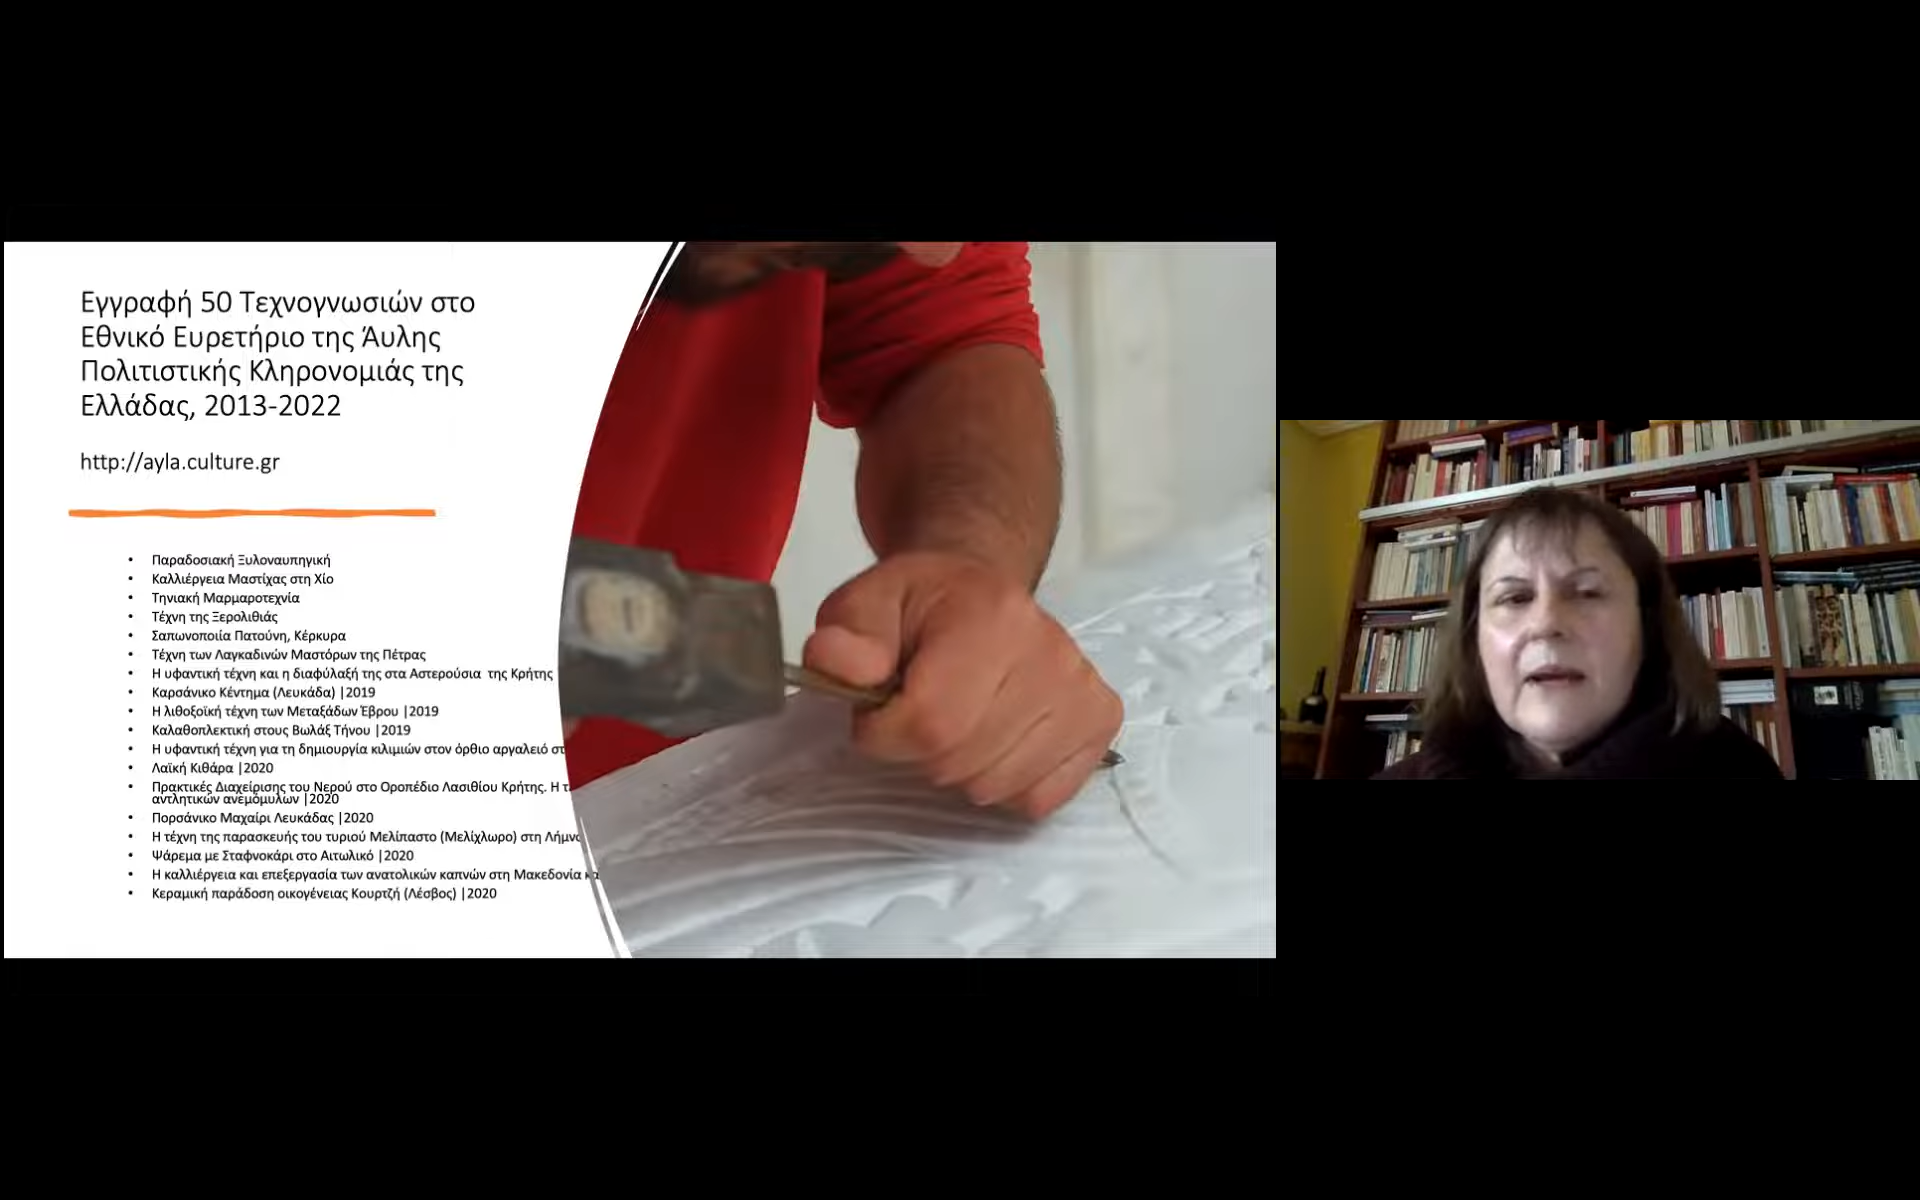 Εγγραφή 50 Τεχνογνωσιών στο
Εθνικό Ευρετήριο της Άυλης
Πολιτιστικής Κληρονομιάς της
Ελλάδας, 2013-2022
http://ayla.culture.gr
• Παραδοσιακή Ξυλοναυπηγική
• Καλλιέργεια Μαστίχας στη Χίο
• Τηνιακή Μαρμαροτεχνία
• Τέχνη της Ξερολιθιάς
• Σαπωνοποιία Πατούνη, Κέρκυρα
• Τέχνη των Λαγκαδινών Μαστόρων της Πέτρας
• Η υφαντική τέχνη και η διαφύλαξή της στα Αστερούσια της Κρήτης
• Καρσάνικο Κέντημα (Λευκάδα) |2019
• Η λιθοξοϊκή τέχνη των Μεταξάδων Έβρου |2019
• Καλαθοπλεκτική στους Βωλάξ Τήνου |2019
• Η υφαντική τέχνη για τη δημιουργία κιλιμιών στον όρθιο αργαλειό
• Λαϊκή Κιθάρα |2020
• Πρακτικές Διαχείρισης του Νερού στο Οροπέδιο Λασιθίου Κρήτης. Η
αντλητικών ανεμόμυλων |2020
• Πορσάνικο Μαχαίρι Λευκάδας |2020
• Η τέχνη της παρασκευής του τυριού Μελίπαστο (Μελίχλωρο) στη
• Ψάρεμα με Σταφνοκάρι στο Αιτωλικό |2020
• Η καλλιέργεια και επεξεργασία των ανατολικών καπνών στη Μακεδονία
• Κεραμική παράδοση οικογένειας Κουρτζή (Λέσβος) |2020